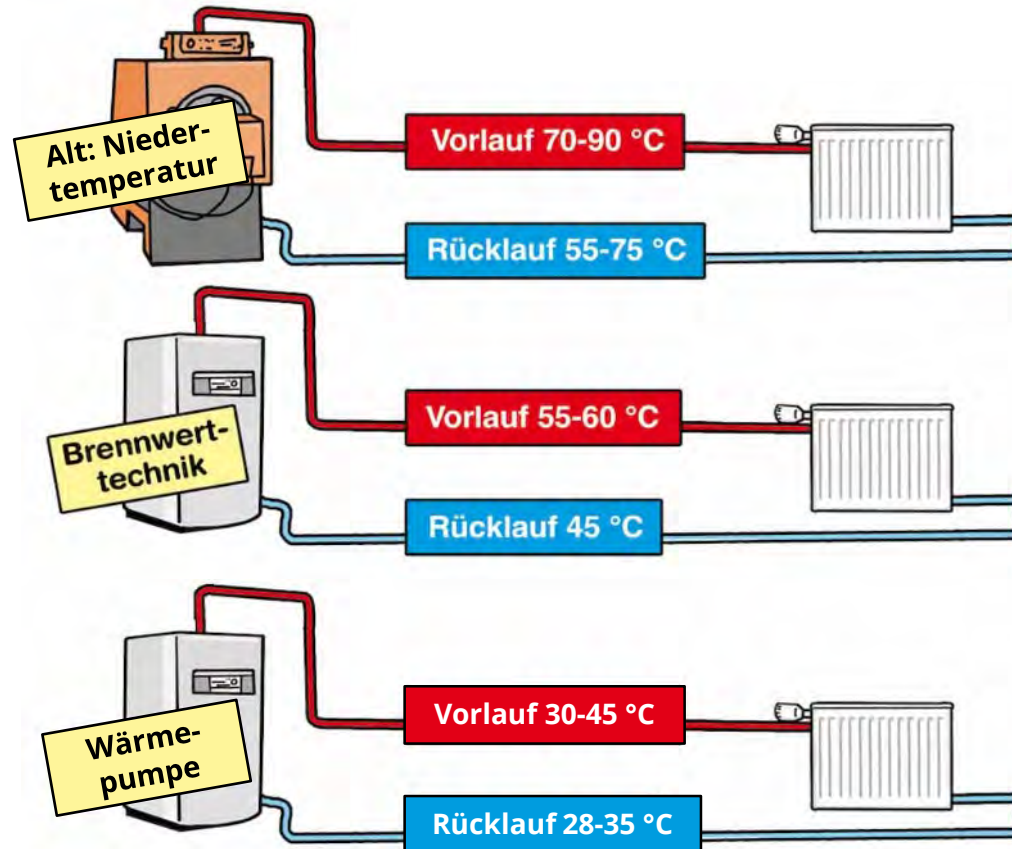 Alt: Nieder-
temperatur
Vorlauf 70-90 °C
Rücklauf 55-75 °C
Brennwert-
technik
Vorlauf 55-60 °C
Rücklauf 45 °C
Wärme-
pumpe
Vorlauf 30-45 °C
Rücklauf 28-35 °C